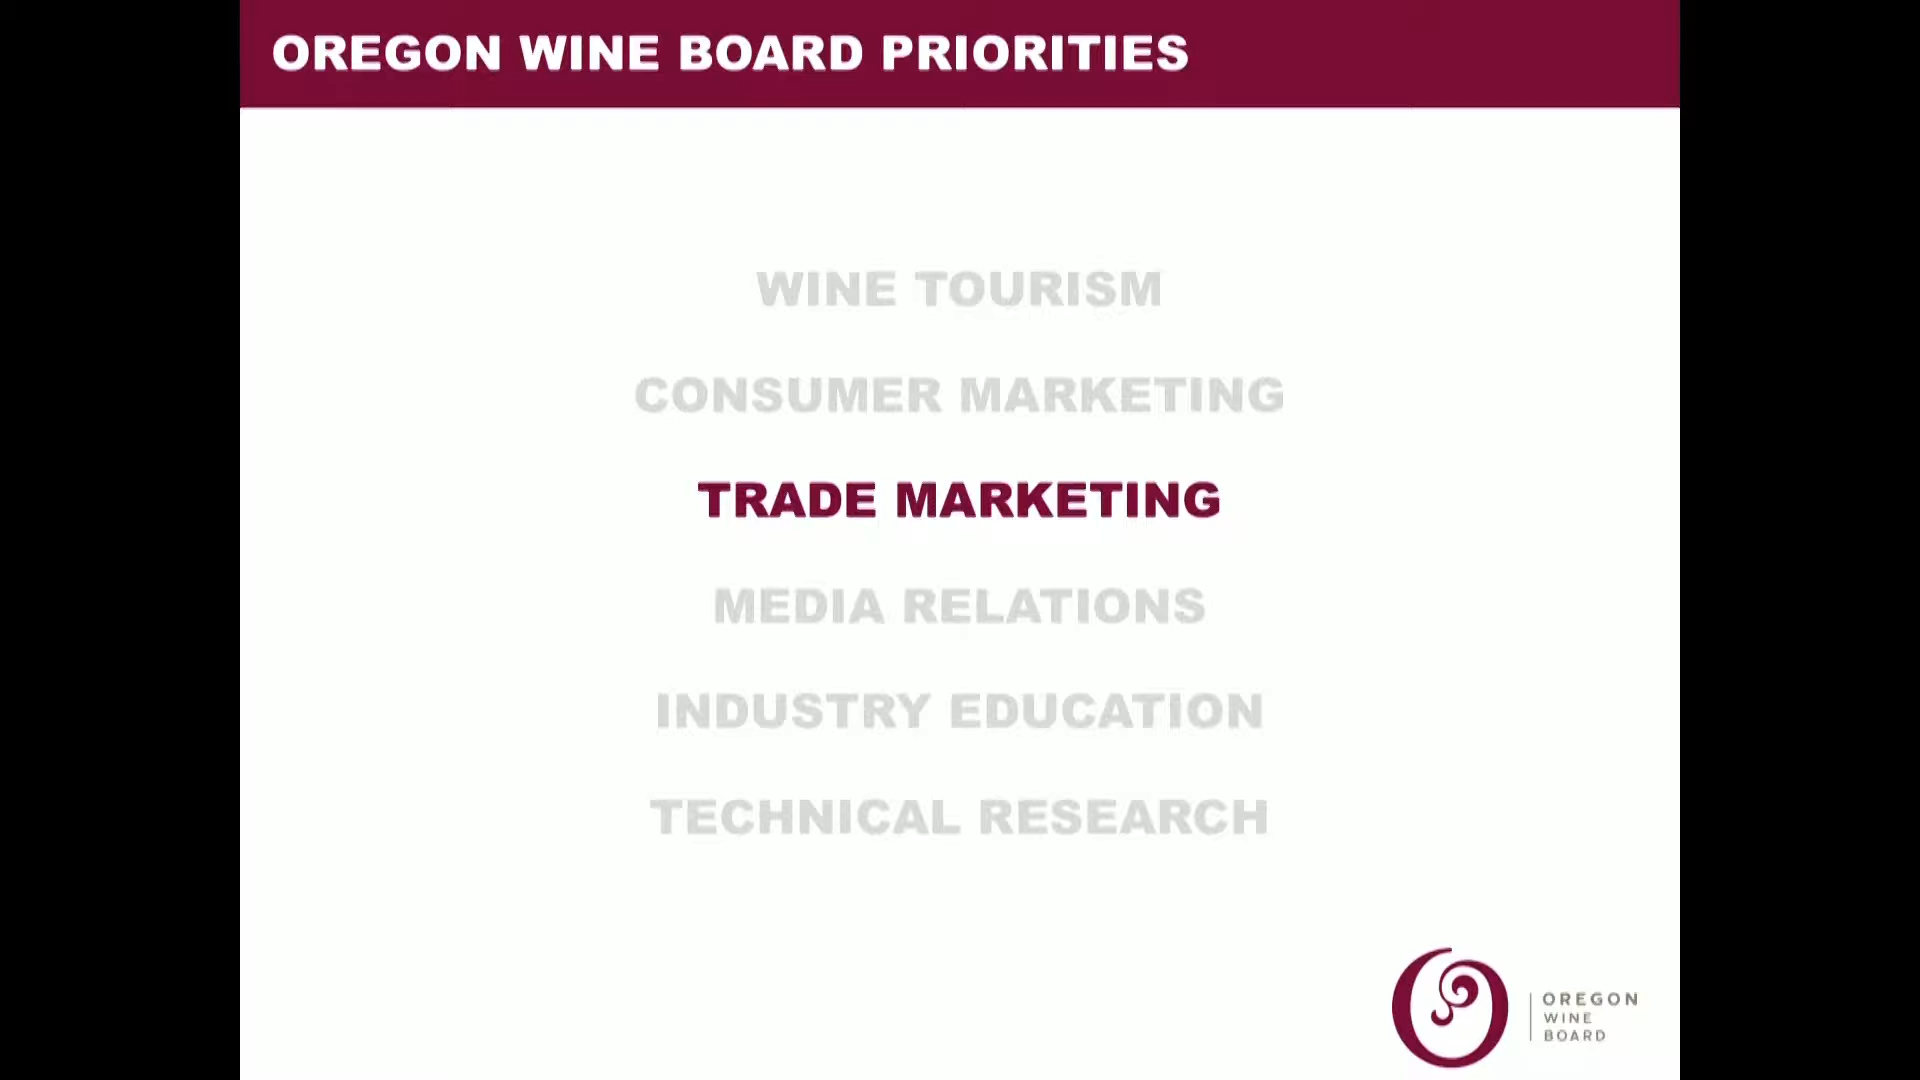 OREGON WINE BOARD PRIORITIES
WINE TOURISM
CONSUMER MARKETING
TRADE MARKETING
MEDIA RELATIONS
INDUSTRY EDUCATION
TECHNICAL RESEARCH
OREGON
WINE
BOARD